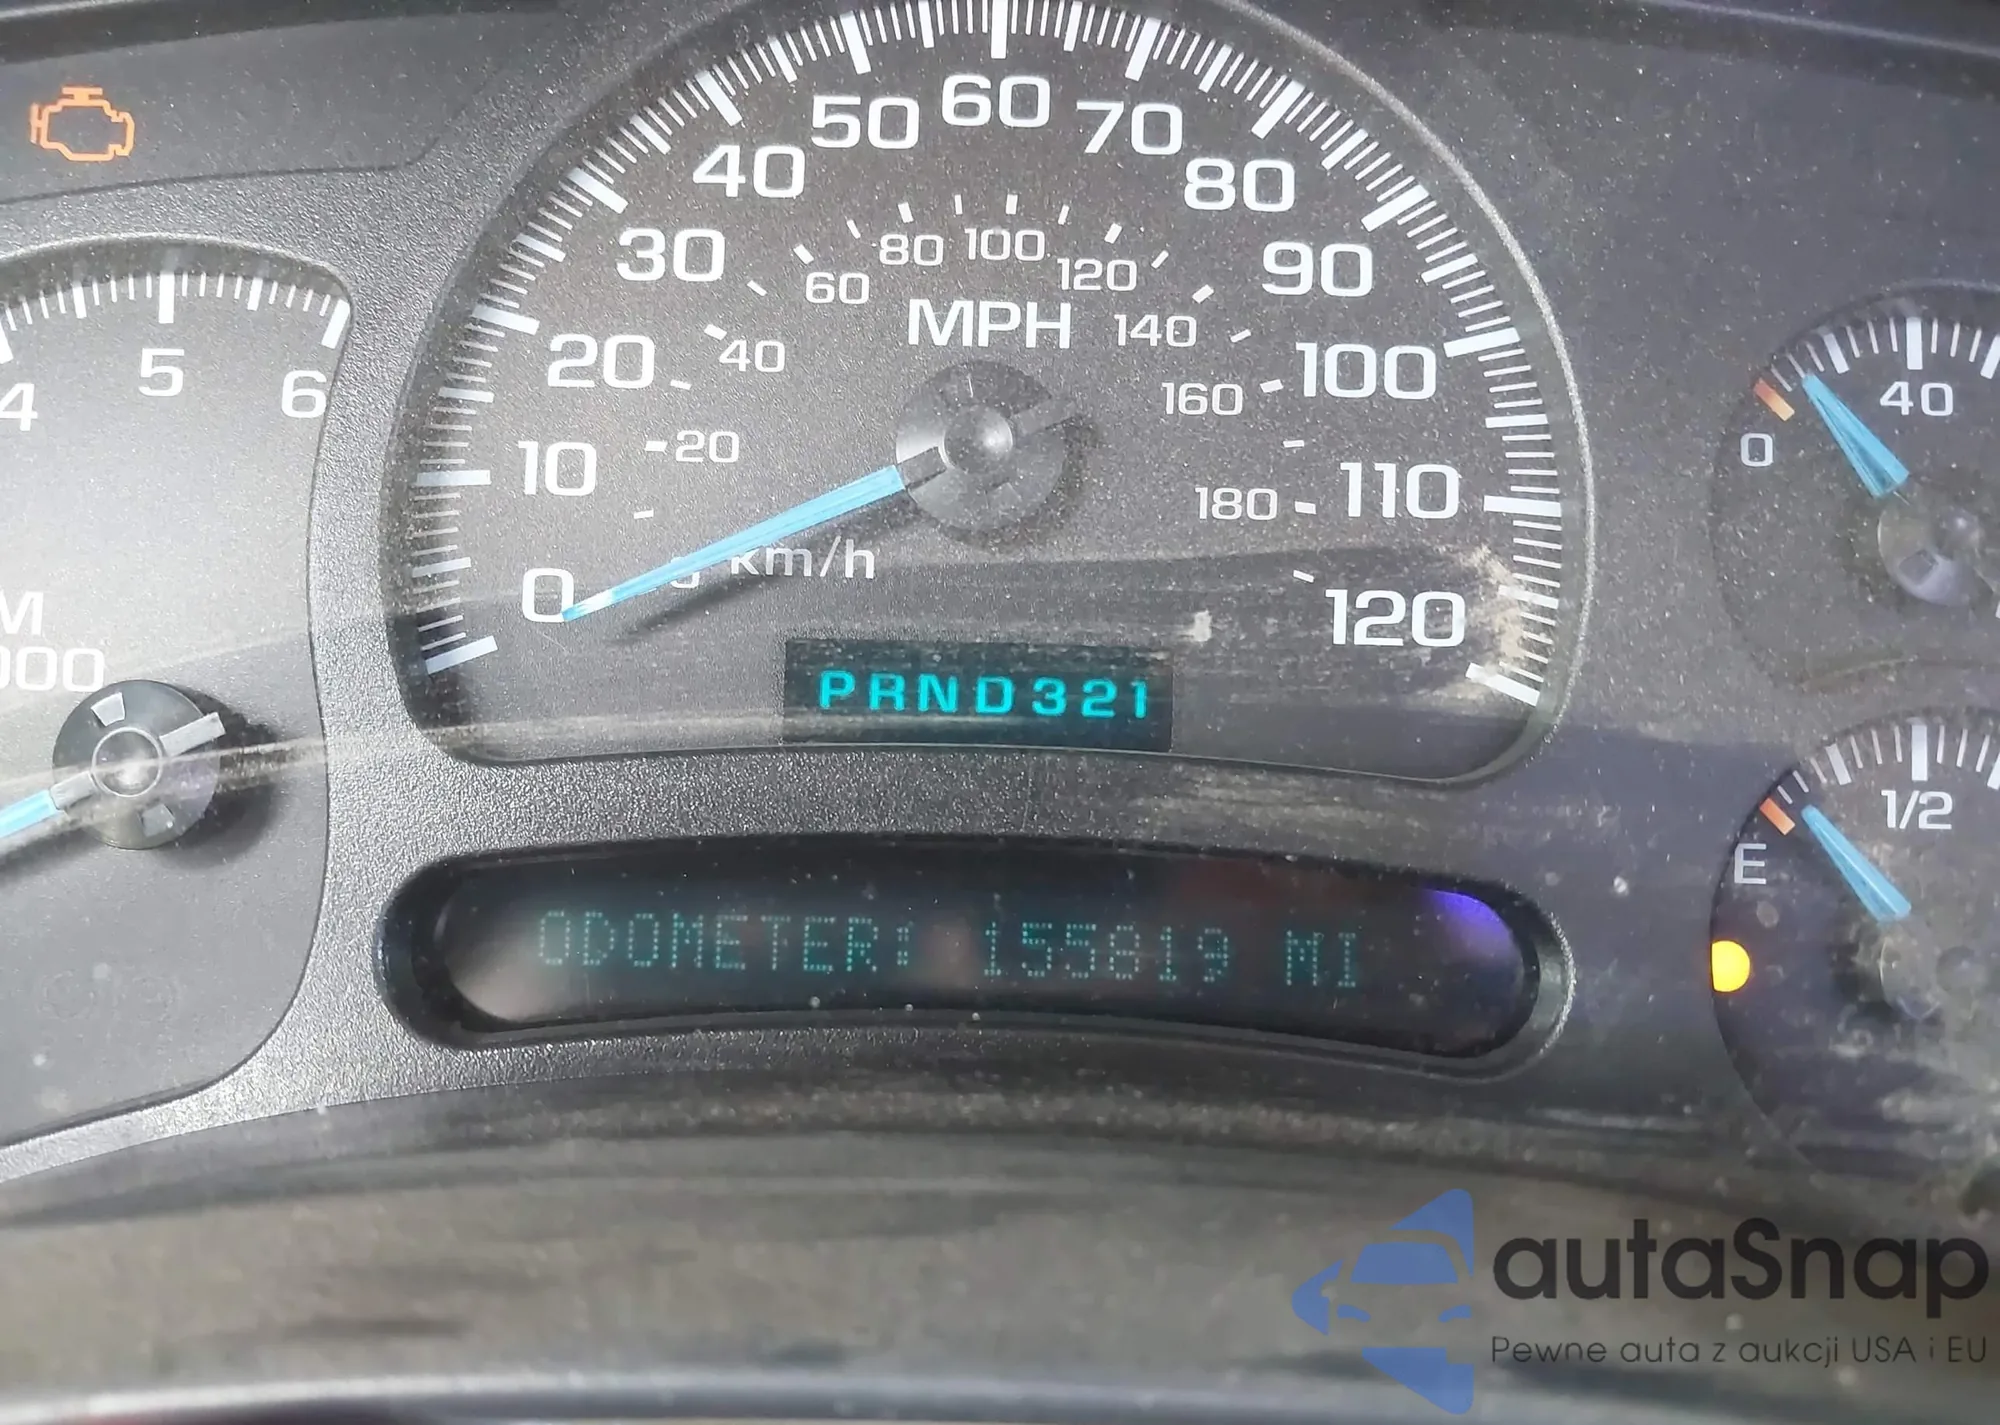 60
50 70
40 80
30 90
80 100 120
60 140
MPH
20 40 160 100
10 20 180 110
0 km/h 120
4 5 6
M
000
PRND321
0 40
E 1/2
ODOMETER: 155819 MI
autaSnap
Pewne auta z aukcji USA i EU